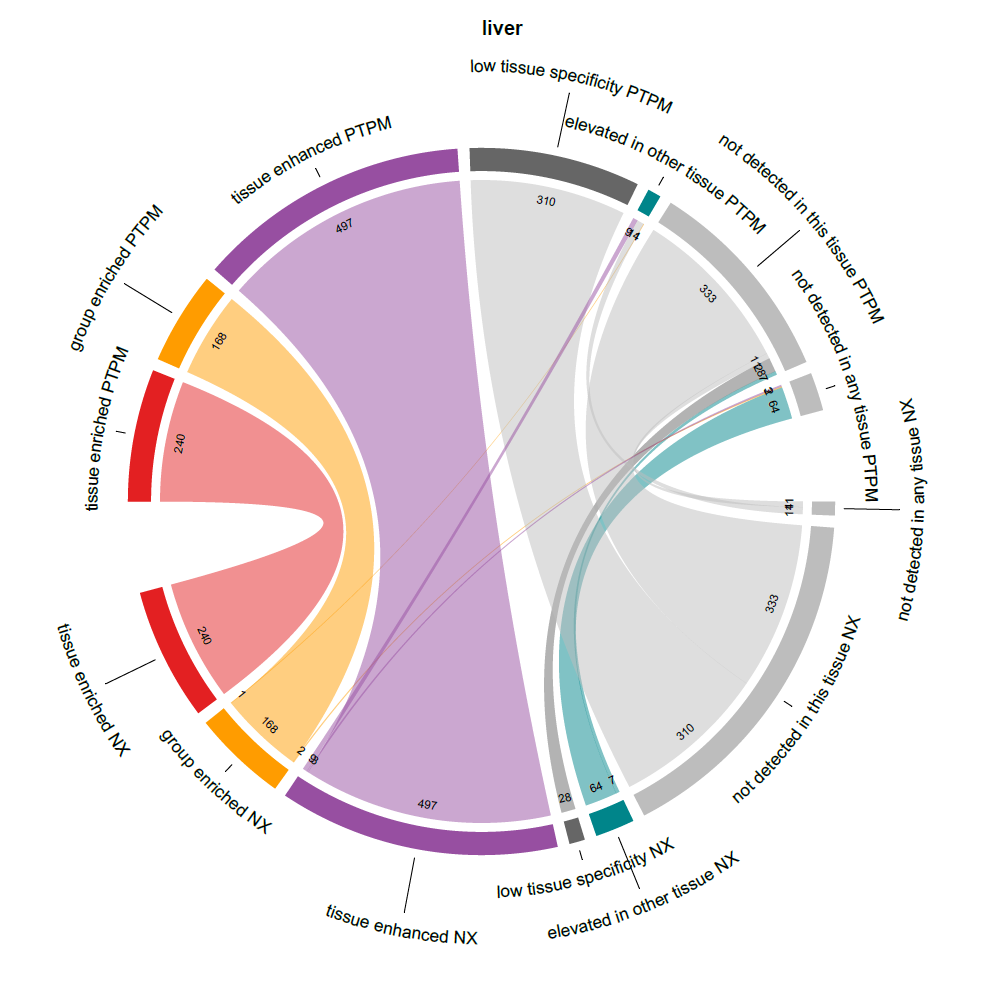 liver
low tissue specificity PTPM
elevated in other tissue PTPM
not detected in this tissue PTPM
not detected in any tissue PTPM
not detected in any tissue NX
not detected in this tissue NX
elevated in other tissue NX
low tissue specificity NX
tissue enhanced NX
group enriched NX
tissue enriched NX
tissue enriched PTPM
group enriched PTPM
tissue enhanced PTPM
310
333
64
333
310
7
64
28
497
2
168
1
240
240
168
497